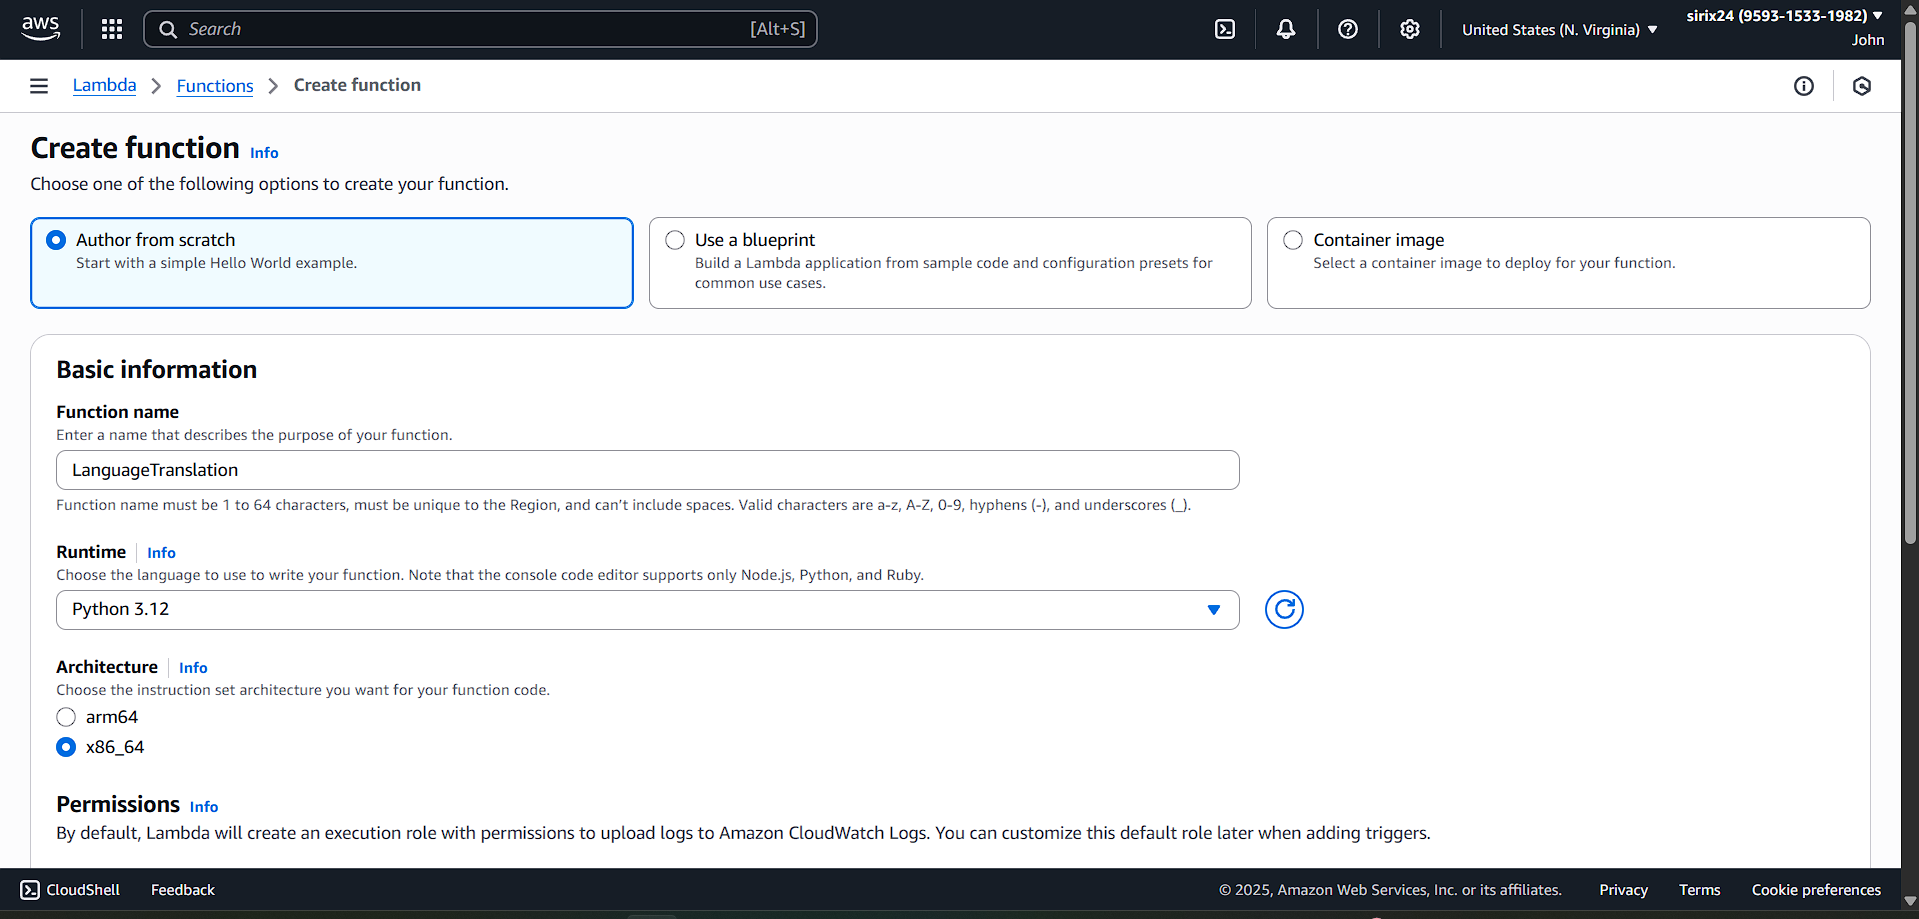 aws
Search [Alt+S]
United States (N. Virginia)
sirix24 (9593-1533-1982)
John
Lambda
Functions
Create function
Create function Info
Choose one of the following options to create your function.
Author from scratch
Start with a simple Hello World example.
Use a blueprint
Build a Lambda application from sample code and configuration presets for
common use cases.
Container image
Select a container image to deploy for your function.
Basic information
Function name
Enter a name that describes the purpose of your function.
LanguageTranslation
Function name must be 1 to 64 characters, must be unique to the Region, and can’t include spaces. Valid characters are a-z, A-Z, 0-9, hyphens (-), and underscores (_).
Runtime Info
Choose the language to use to write your function. Note that the console code editor supports only Node.js, Python, and Ruby.
Python 3.12
Architecture Info
Choose the instruction set architecture you want for your function code.
arm64
x86_64
Permissions Info
By default, Lambda will create an execution role with permissions to upload logs to Amazon CloudWatch Logs. You can customize this default role later when adding triggers.
CloudShell
Feedback
© 2025, Amazon Web Services, Inc. or its affiliates.
Privacy
Terms
Cookie preferences